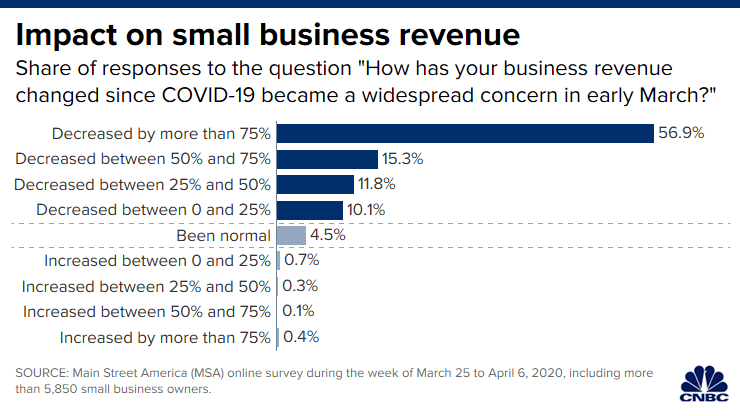 Impact on small business revenue
Share of responses to the question "How has your business revenue
changed since COVID-19 became a widespread concern in early March?"
Decreased by more than 75% 56.9%
Decreased between 50% and 75% 15.3%
Decreased between 25% and 50% 11.8%
Decreased between 0 and 25% 10.1%
Been normal 4.5%
Increased between 0 and 25% 0.7%
Increased between 25% and 50% 0.3%
Increased between 50% and 75% 0.1%
Increased by more than 75% 0.4%
SOURCE: Main Street America (MSA) online survey during the week of March 25 to April 6, 2020, including more
than 5,850 small business owners.
CNBC